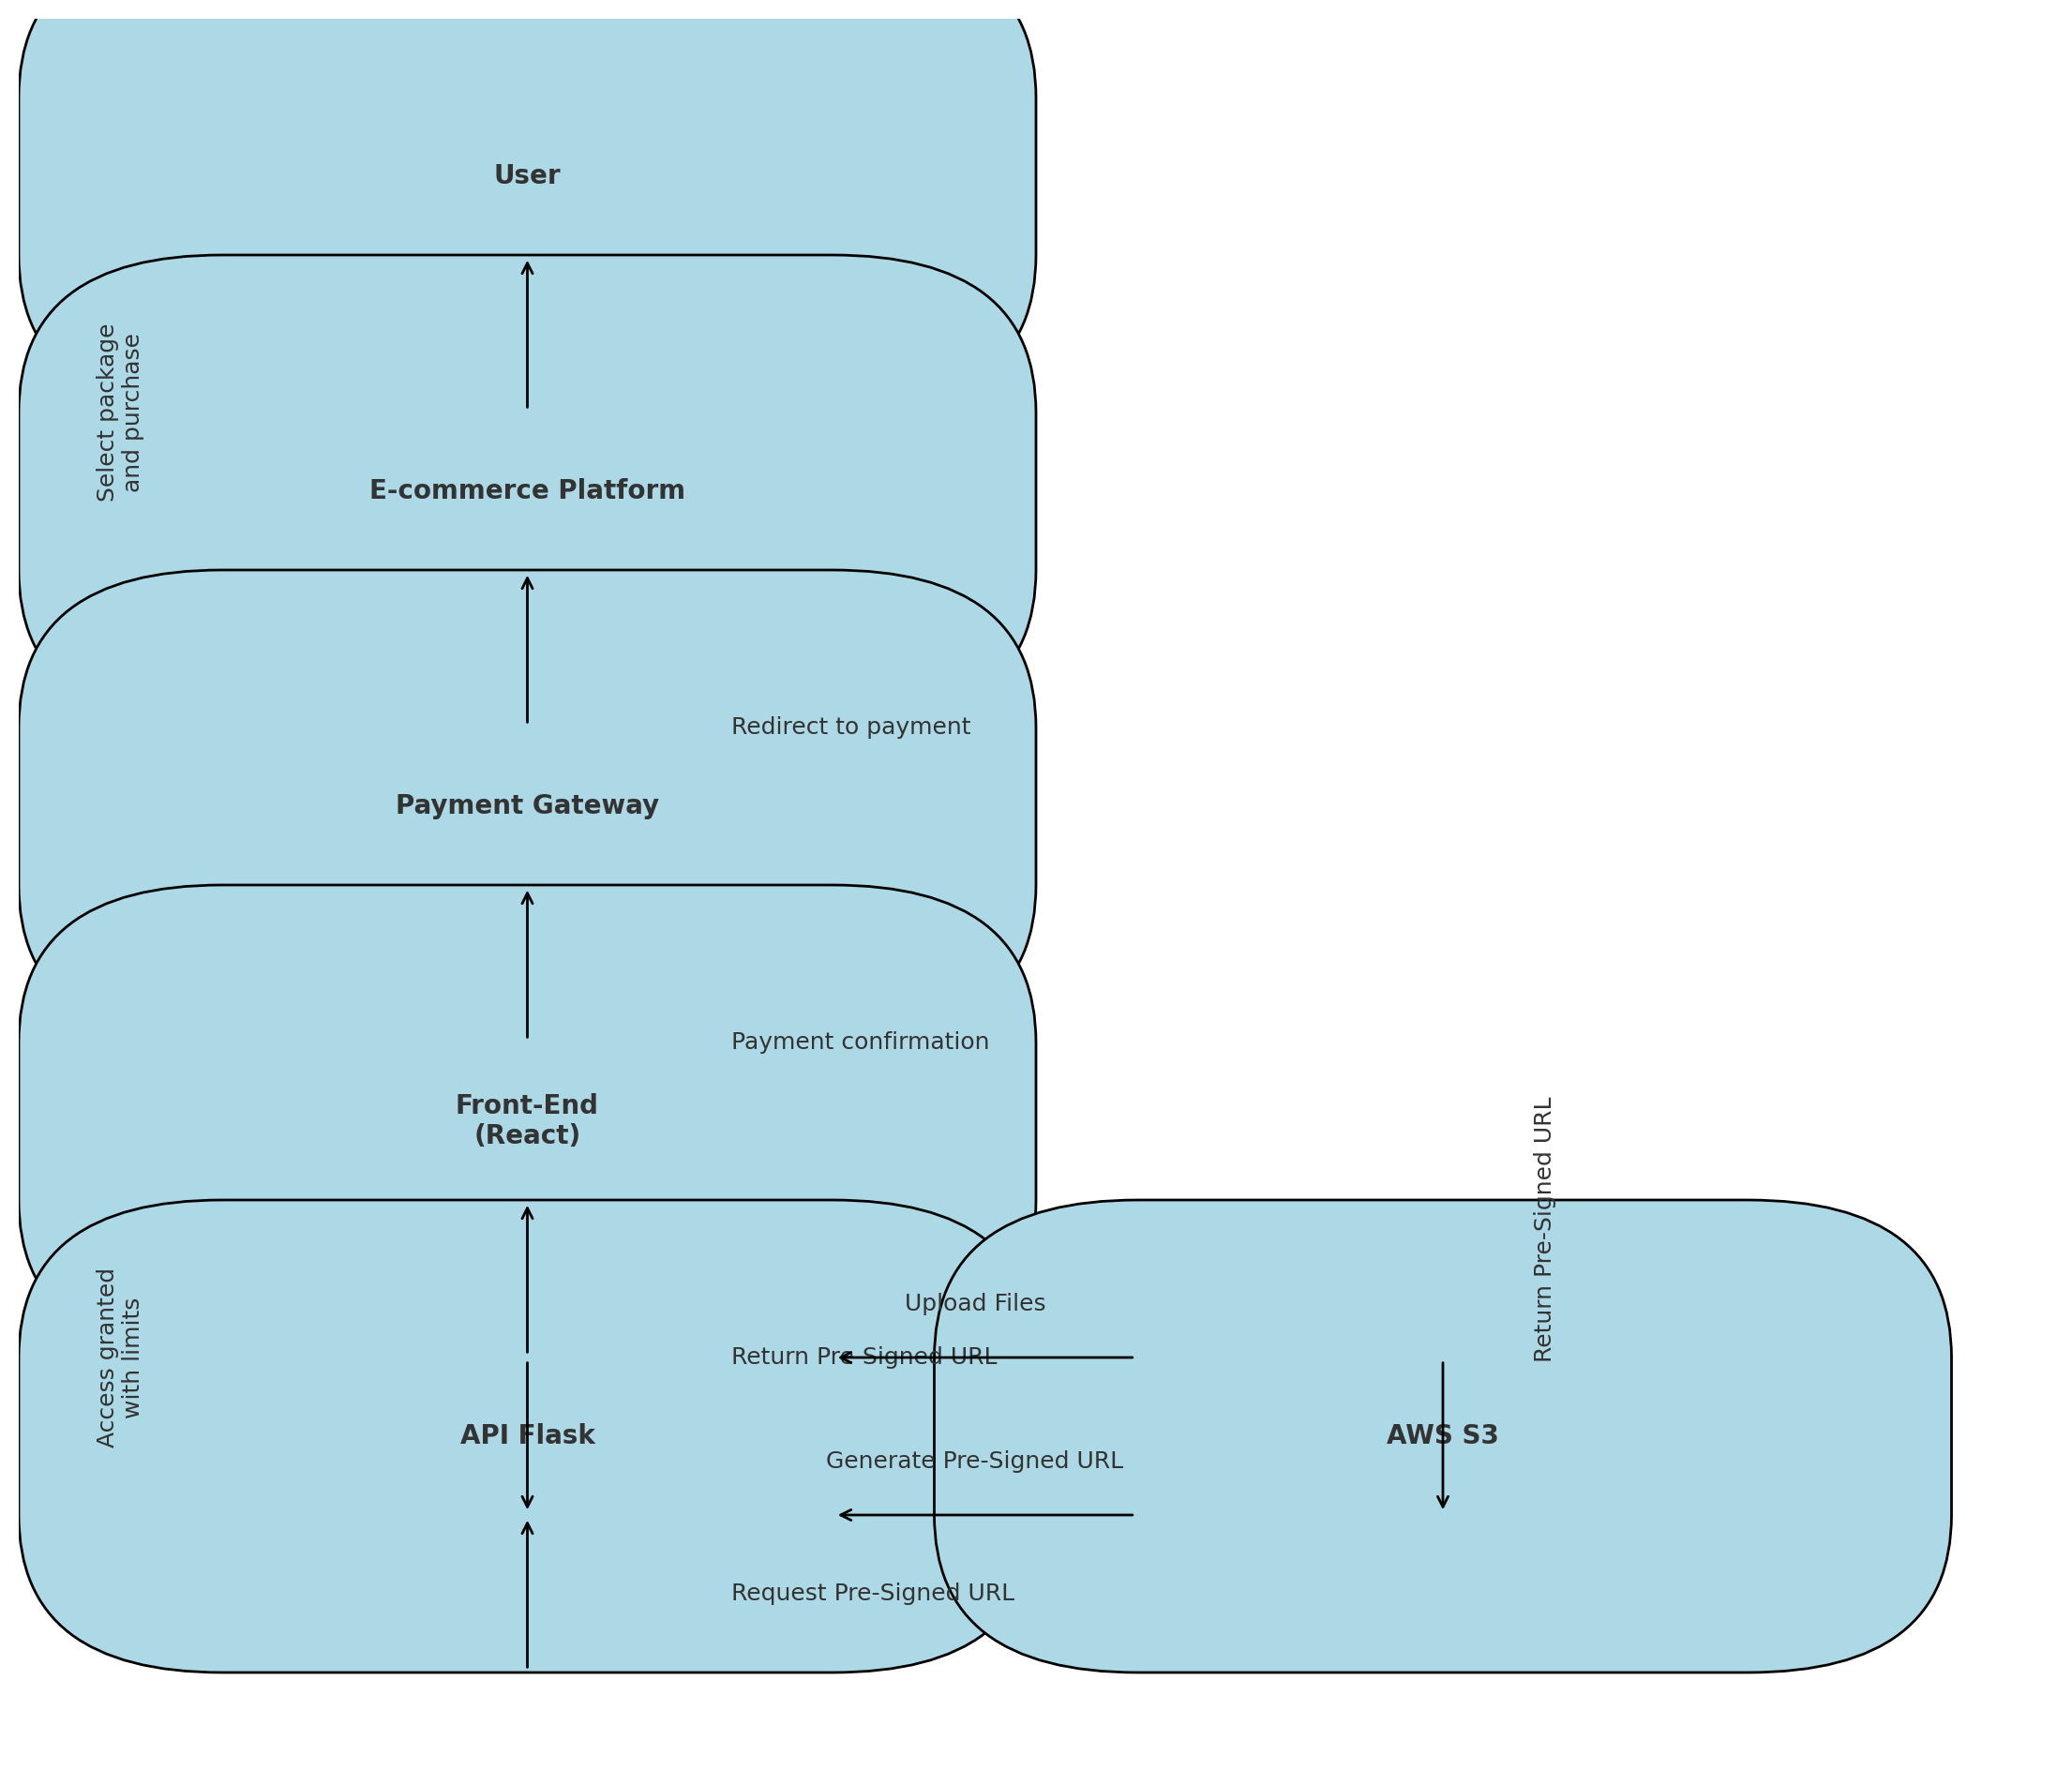 User
Select package
and purchase
E-commerce Platform
Redirect to payment
Payment Gateway
Payment confirmation
Front-End
(React)
Return Pre-Signed URL
Access granted
with limits
Upload Files
Return Pre-Signed URL
API Flask
AWS S3
Generate Pre-Signed URL
Request Pre-Signed URL